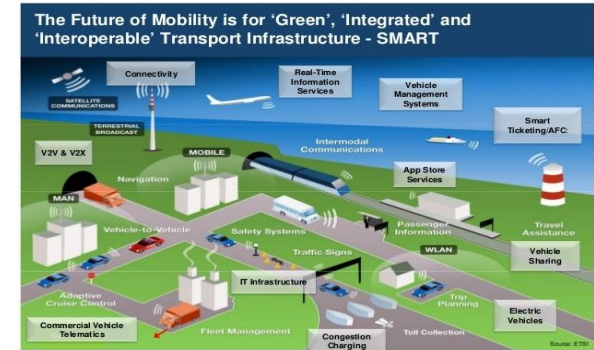 The Future of Mobility is for ‘Green’, ‘Integrated’ and
‘Interoperable’ Transport Infrastructure - SMART
Connectivity
Real-Time
Information
Services
Vehicle
Management
Systems
SATELLITE
COMMUNICATIONS
TERRESTRIAL
BROADCAST
Smart
Ticketing/AFC:
V2V & V2X
MOBILE
Intermodal
Communications
Navigation
App Store
Services
MAN
Vehicle-to-Vehicle
Safety Systems
Passenger
Information
Travel
Assistance
Traffic Signs
WLAN
Vehicle
Sharing
IT Infrastructure
Adaptive
Cruise Control
Trip
Planning
Electric
Vehicles
Commercial Vehicle
Telematics
Fleet Management
Congestion
Charging
Toll Collection
Source: ETSI